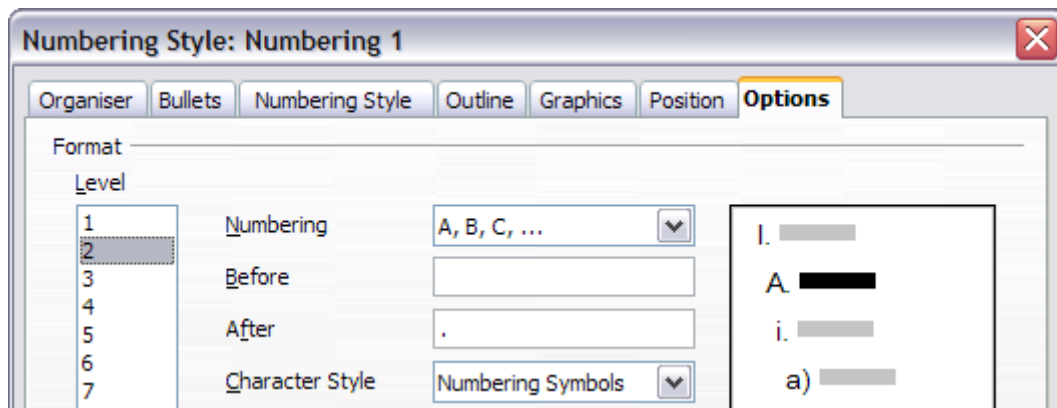 Numbering Style: Numbering 1
Organiser Bullets Numbering Style Outline Graphics Position Options
Format
Level
1
2
3
4
5
6
7
Numbering A, B, C, ...
Before
After .
Character Style Numbering Symbols
I.
A.
i.
a)